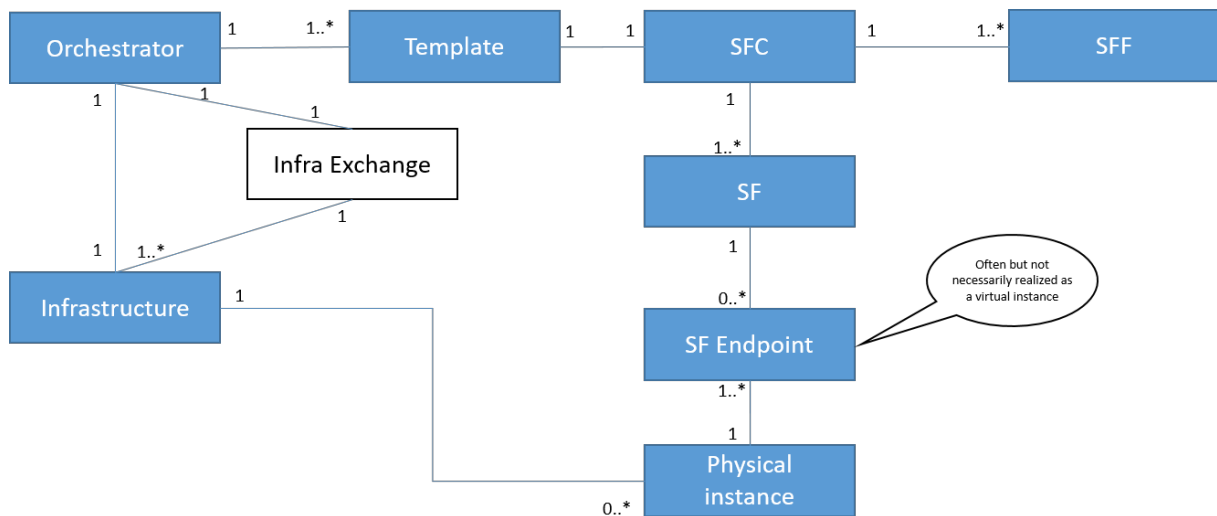 Orchestrator
1
1..*
Template
1
1
SFC
1
1..*
SFF
1
1
1
Infra Exchange
1
1
1..*
Infrastructure
1
1
1..*
SF
1
0..*
SF Endpoint
Often but not
necessarily realized as
a virtual instance
1..*
1
Physical
instance
0..*